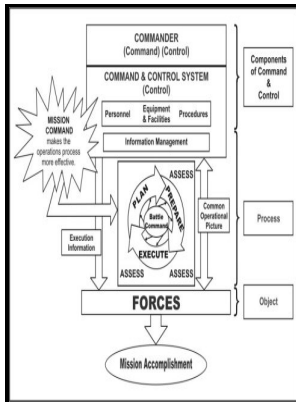 COMMANDER
(Command) (Control)
COMMAND & CONTROL SYSTEM
(Control)
Personnel
Equipment
& Facilities
Procedures
Information Management
Components
of Command
&
Control
MISSION
COMMAND
makes the
operations process
more effective.
ASSESS
PLAN
PREPARE
Battle
Command
EXECUTE
ASSESS
ASSESS
Execution
Information
Common
Operational
Picture
Process
FORCES
Object
Mission Accomplishment